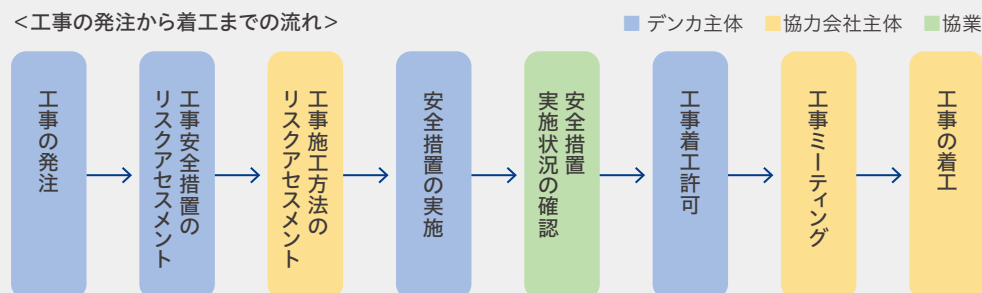 <工事の発注から着工までの流れ>
デンカ主体 協力会社主体 協業
工事の発注
工事安全措置の
リスクアセスメント
工事施工方法の
リスクアセスメント
安全措置の実施
安全措置
実施状況の確認
工事着工許可
工事ミーティング
工事の着工